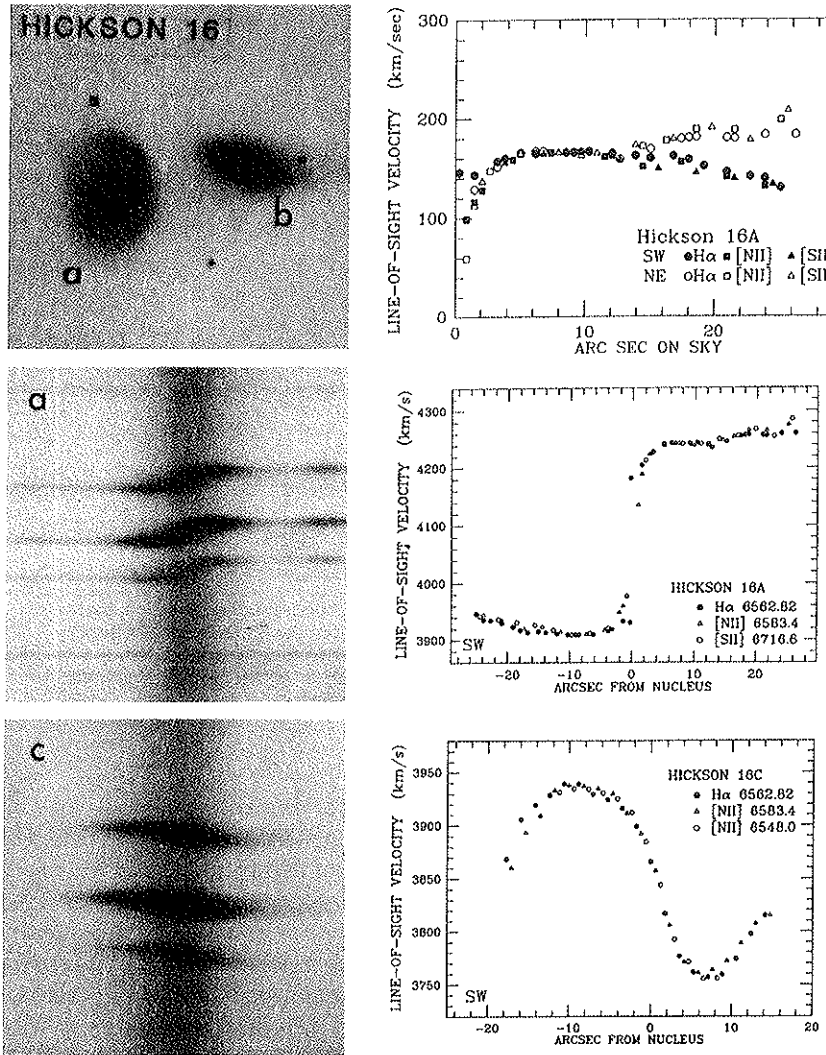 HICKSON 16
a
b
300
200
100
0
LINE-OF-SIGHT VELOCITY (km/sec)
Hickson 16A
SW ⊗Hα ◙[NII] ▲[SII
NE ○Hα □[NII] △[SII
0 10 20
ARC SEC ON SKY
a
4300
4200
4100
4000
3900
LINE-OF-SIGHT VELOCITY (km/s)
HICKSON 16A
● Hα 6562.82
△ [NII] 6583.4
○ [SII] 6716.6
SW
-20 -10 0 10 20
ARCSEC FROM NUCLEUS
c
3950
3900
3850
3800
3750
LINE-OF-SIGHT VELOCITY (km/s)
HICKSON 16C
● Hα 6562.82
△ [NII] 6583.4
○ [NII] 6548.0
SW
-20 -10 0 10
ARCSEC FROM NUCLEUS